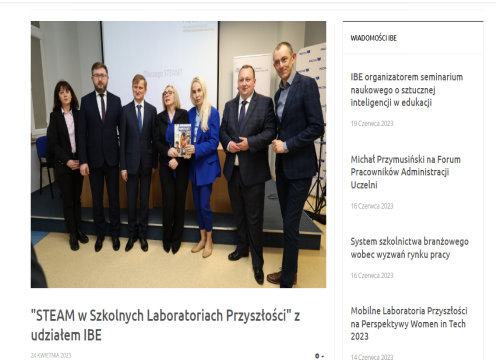 "STEAM w Szkolnych Laboratoriach Przyszłości" z
udziałem IBE
24 KWIETNIA 2023
WIADOMOŚCI IBE
IBE organizatorem seminarium
naukowego o sztucznej
inteligencji w edukacji
19 Czerwca 2023
Michał Przymusiński na Forum
Pracowników Administracji
Uczelni
16 Czerwca 2023
System szkolnictwa branżowego
wobec wyzwań rynku pracy
16 Czerwca 2023
Mobilne Laboratoria Przyszłości
na Perspektywy Women in Tech
2023
14 Czerwca 2023